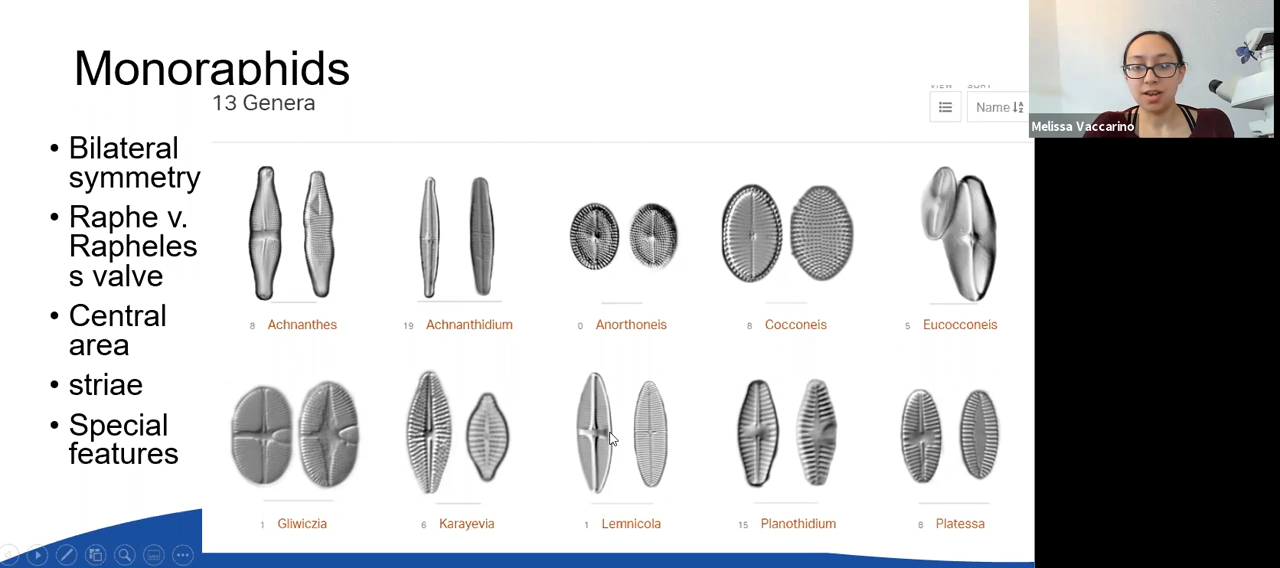 Monoraphids
13 Genera
VIEW SORT
Name
• Bilateral
symmetry
• Raphe v.
Rapheles
s valve
• Central
area
• striae
• Special
features
8 Achnanthes
19 Achnanthidium
0 Anorthoneis
8 Cocconeis
5 Eucocconeis
1 Gliwiczia
6 Karayevia
1 Lemnicola
15 Planothidium
8 Platessa
Melissa Vaccarino